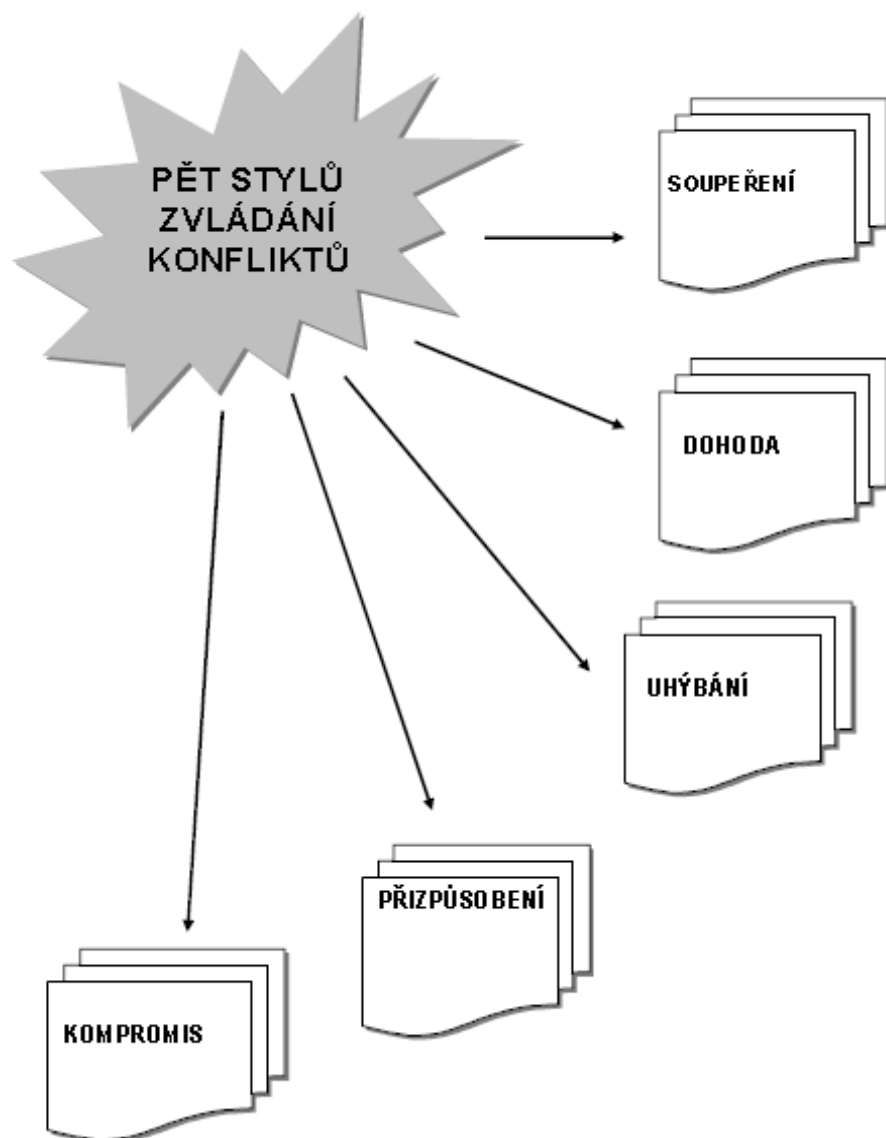 PĚT STYLŮ
ZVLÁDÁNÍ
KONFLIKTŮ
SOUPEŘENÍ
DOHODA
UHÝBÁNÍ
PŘIZPŮSOBENÍ
KOMPROMIS